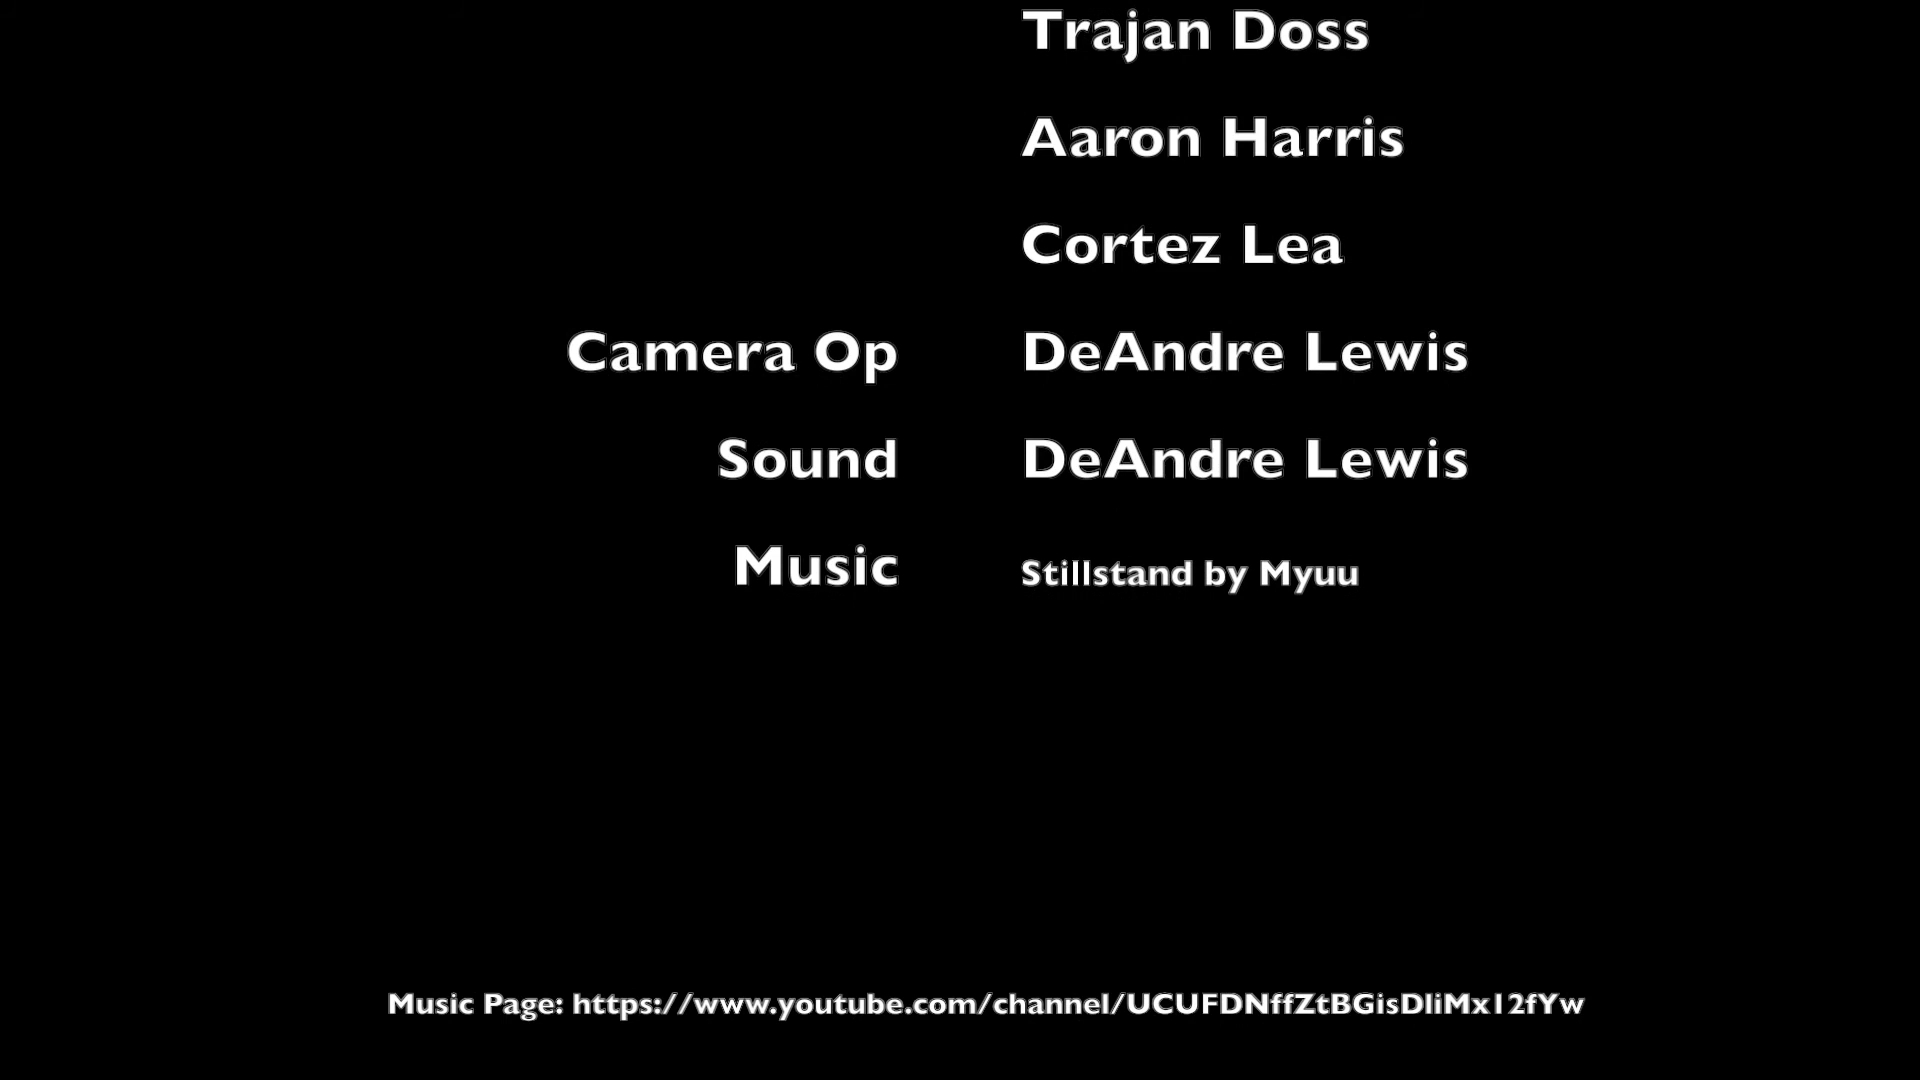 Trajan Doss
Aaron Harris
Cortez Lea
Camera Op DeAndre Lewis
Sound DeAndre Lewis
Music Stillstand by Myuu
Music Page: https://www.youtube.com/channel/UCUFDNffZtBGisDliMx12fYw